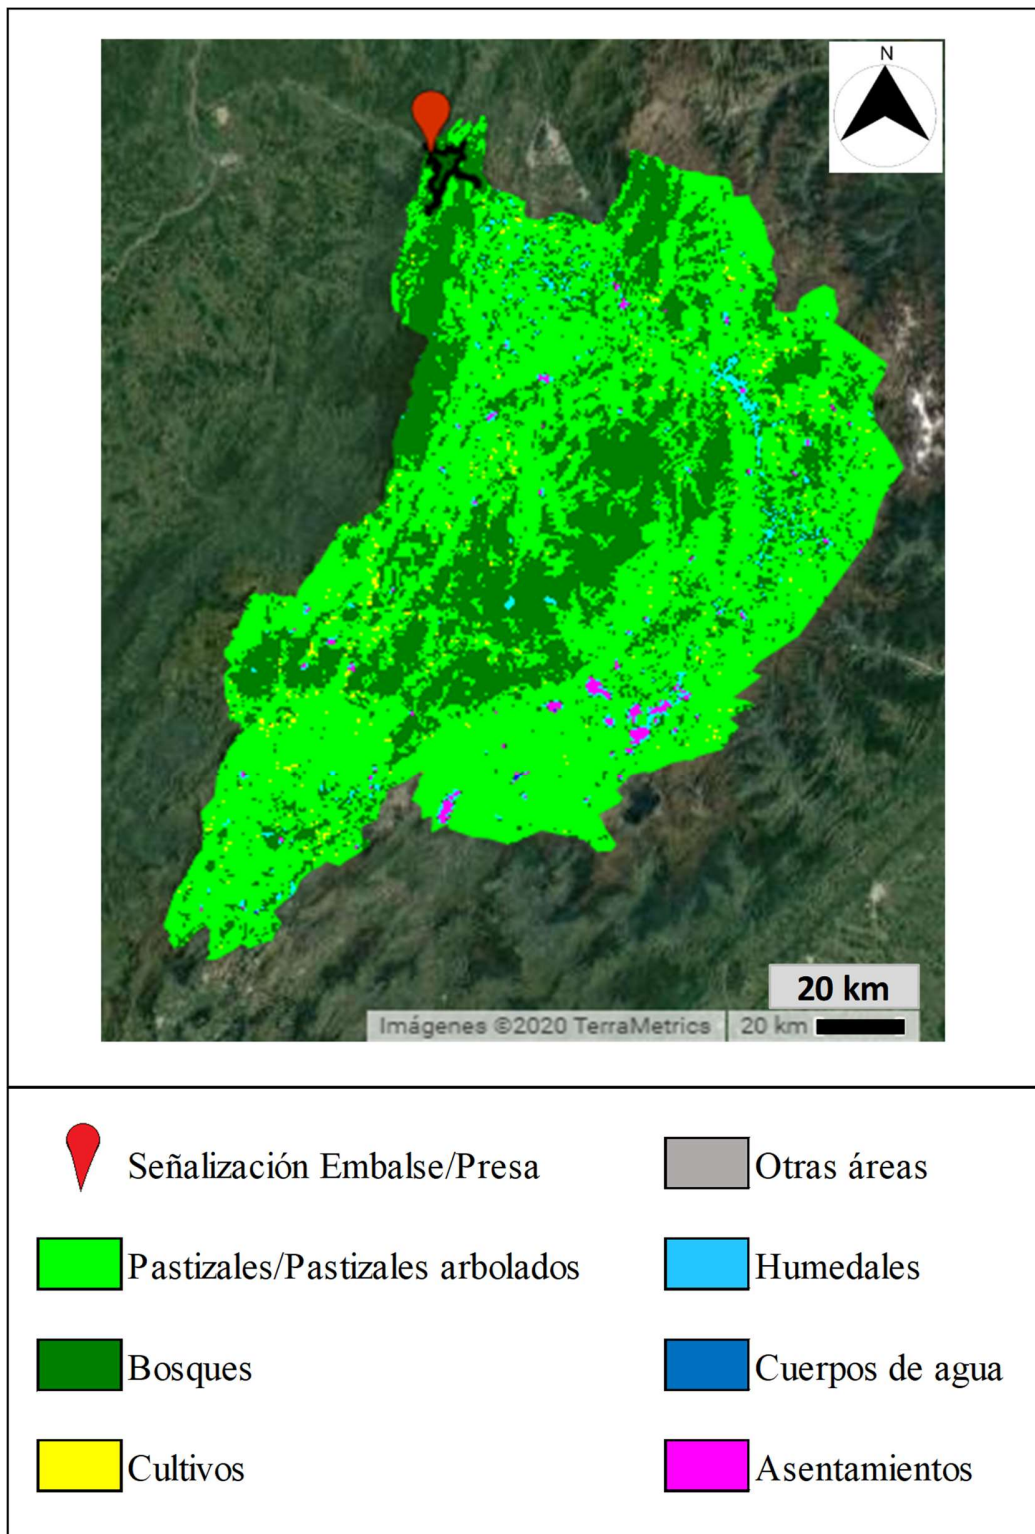 N
20 km
Imágenes ©2020 TerraMetrics
20 km
Señalización Embalse/Presa
Otras áreas
Pastizales/Pastizales arbolados
Humedales
Bosques
Cuerpos de agua
Cultivos
Asentamientos